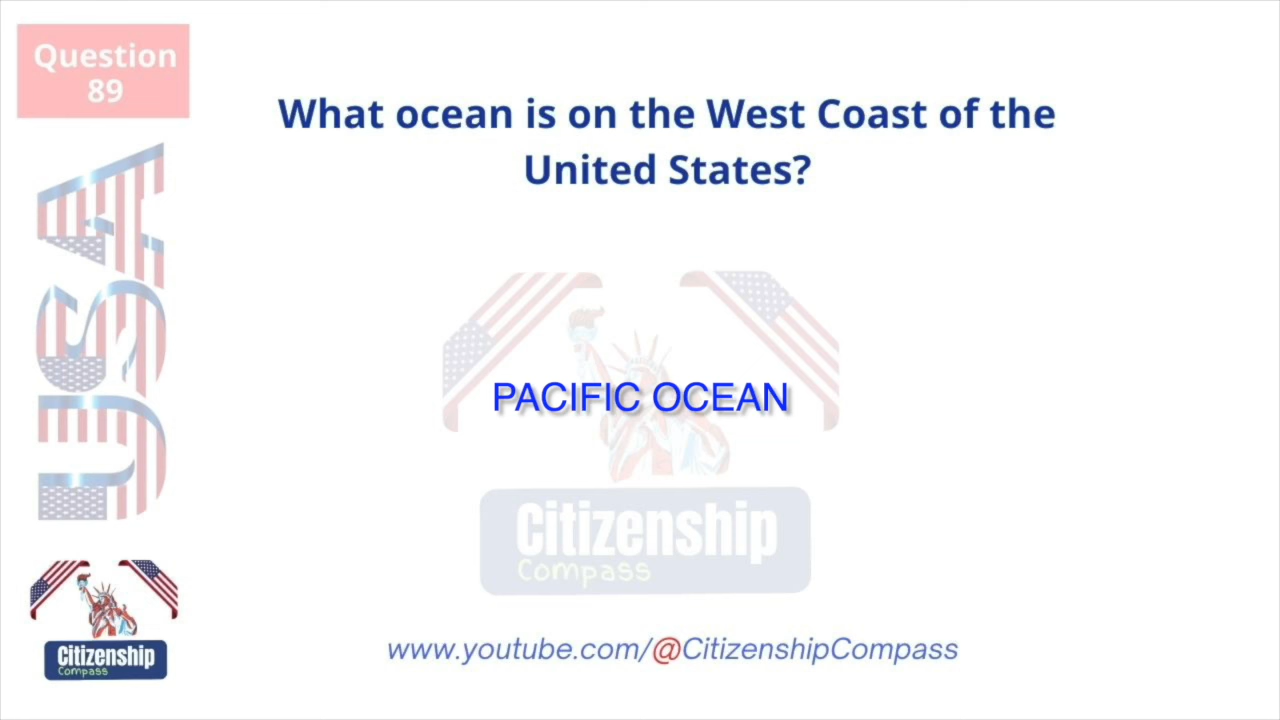 Question
89
What ocean is on the West Coast of the
United States?
USA
PACIFIC OCEAN
Citizenship
Compass
www.youtube.com/@CitizenshipCompass
Citizenship
Compass